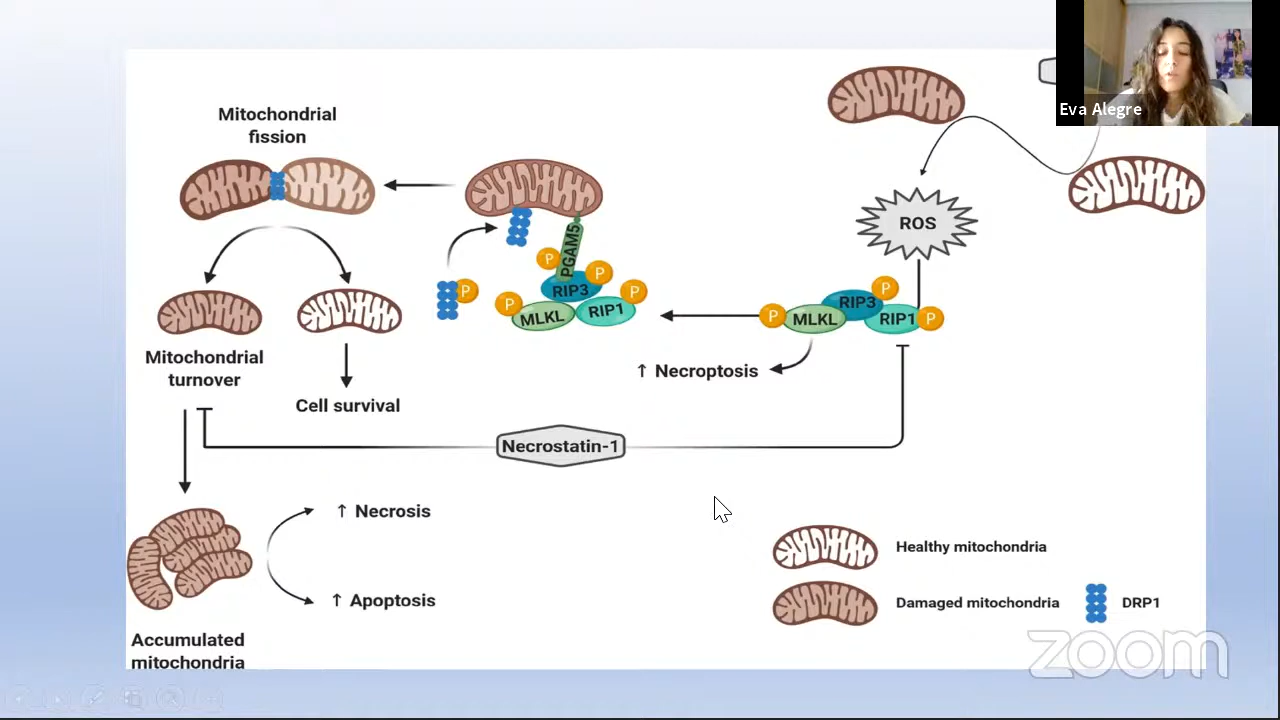 Eva Alegre
Mitochondrial
fission
ROS
PGAM5
P
P
P
P
P
RIP3
MLKL
RIP1
P
P
P
RIP3
MLKL
RIP1
↑ Necroptosis
Mitochondrial
turnover
Cell survival
Necrostatin-1
↑ Necrosis
↑ Apoptosis
Accumulated
mitochondria
Healthy mitochondria
Damaged mitochondria
DRP1
zoom